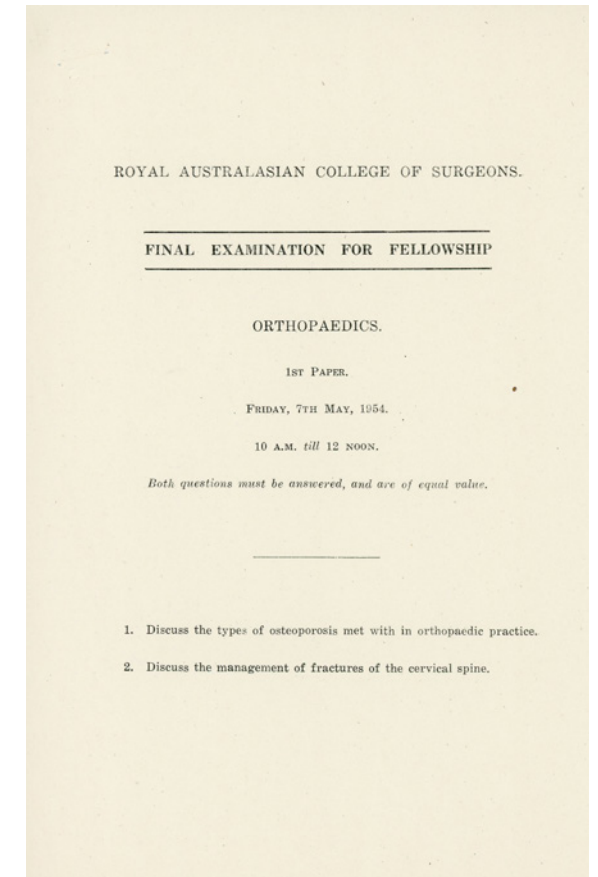 ROYAL AUSTRALASIAN COLLEGE OF SURGEONS.
FINAL EXAMINATION FOR FELLOWSHIP
ORTHOPAEDICS.
1ST PAPER.
FRIDAY, 7TH MAY, 1954.
10 A.M. till 12 NOON.
Both questions must be answered, and are of equal value.
1. Discuss the types of osteoporosis met with in orthopaedic practice.
2. Discuss the management of fractures of the cervical spine.